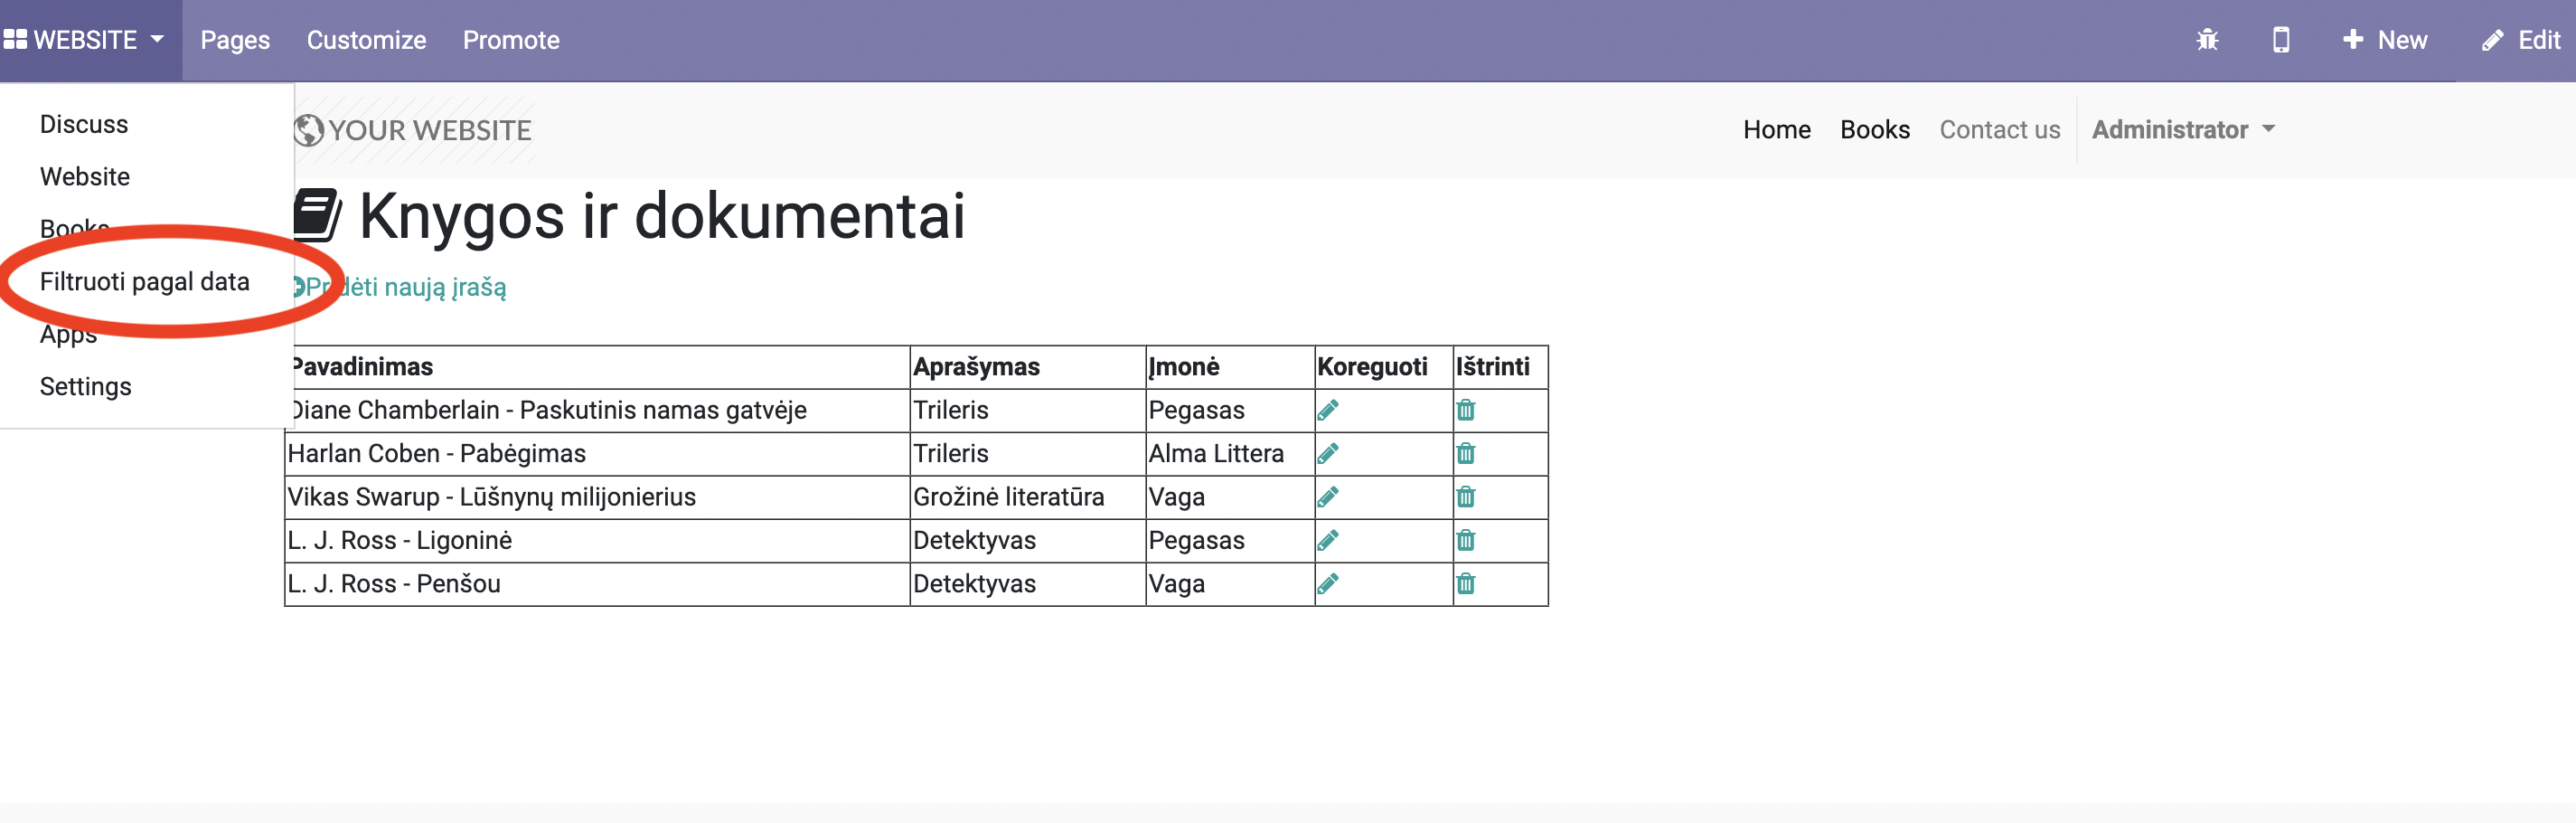 WEBSITE Pages Customize Promote New Edit
Discuss
Website
Books
Filtruoti pagal data
Apps
Settings
YOUR WEBSITE Home Books Contact us Administrator
Knygos ir dokumentai
Pridėti naują įrašą
Pavadinimas Aprašymas Įmonė Koreguoti Ištrinti
Diane Chamberlain - Paskutinis namas gatvėje Trileris Pegasas
Harlan Coben - Pabėgimas Trileris Alma Littera
Vikas Swarup - Lūšnynų milijonierius Grožinė literatūra Vaga
L. J. Ross - Ligoninė Detektyvas Pegasas
L. J. Ross - Penšou Detektyvas Vaga